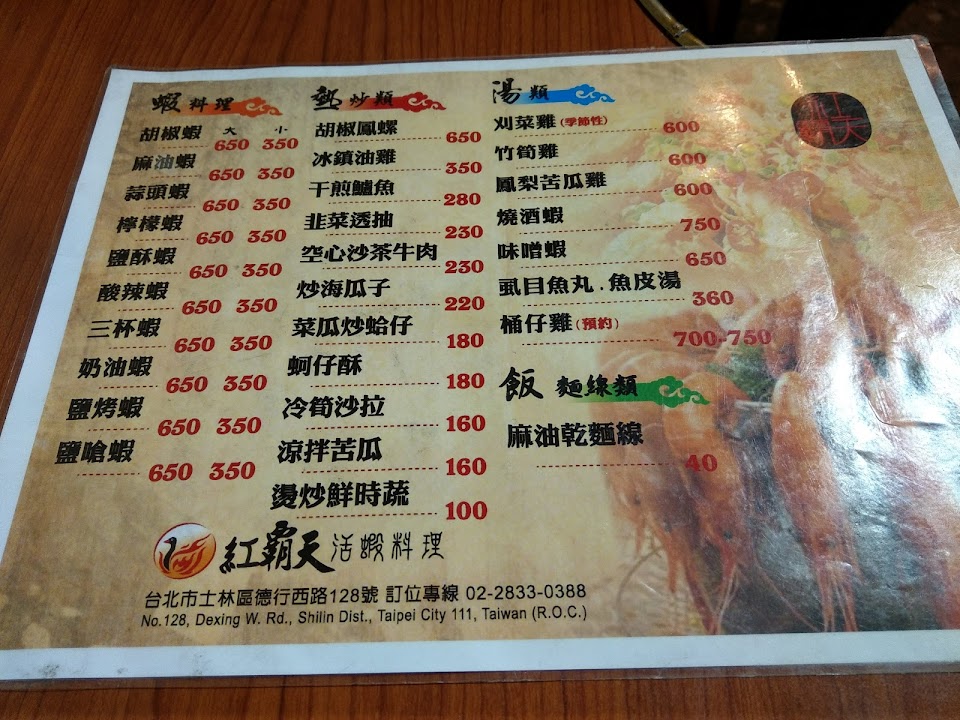 蝦料理
大 小
胡椒蝦 650 350
麻油蝦 650 350
蒜頭蝦 650 350
檸檬蝦 650 350
鹽酥蝦 650 350
酸辣蝦 650 350
三杯蝦 650 350
奶油蝦 650 350
鹽烤蝦 650 350
鹽嗆蝦 650 350
熱炒類
胡椒鳳螺 650
冰鎮油雞 350
干煎鱸魚 280
韭菜透抽 230
空心沙茶牛肉 230
炒海瓜子 220
菜瓜炒蛤仔 180
蚵仔酥 180
冷筍沙拉 160
涼拌苦瓜 160
燙炒鮮時蔬 100
湯類
刈菜雞(季節性) 600
竹筍雞 600
鳳梨苦瓜雞 600
燒酒蝦 750
味噌蝦 650
虱目魚丸.魚皮湯 360
桶仔雞(預約) 700-750
飯 麵線類
麻油乾麵線 40
紅霸天活蝦料理
台北市士林區德行西路128號 訂位專線 02-2833-0388
No.128, Dexing W. Rd., Shilin Dist., Taipei City 111, Taiwan (R.O.C.)